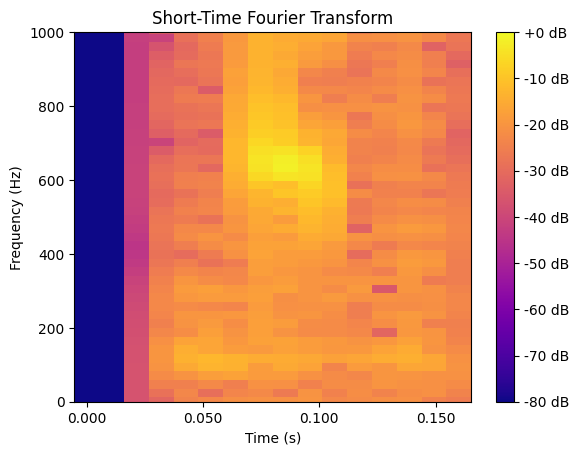 Short-Time Fourier Transform
Frequency (Hz)
1000
800
600
400
200
0
0.000
0.050
0.100
0.150
Time (s)
+0 dB
-10 dB
-20 dB
-30 dB
-40 dB
-50 dB
-60 dB
-70 dB
-80 dB